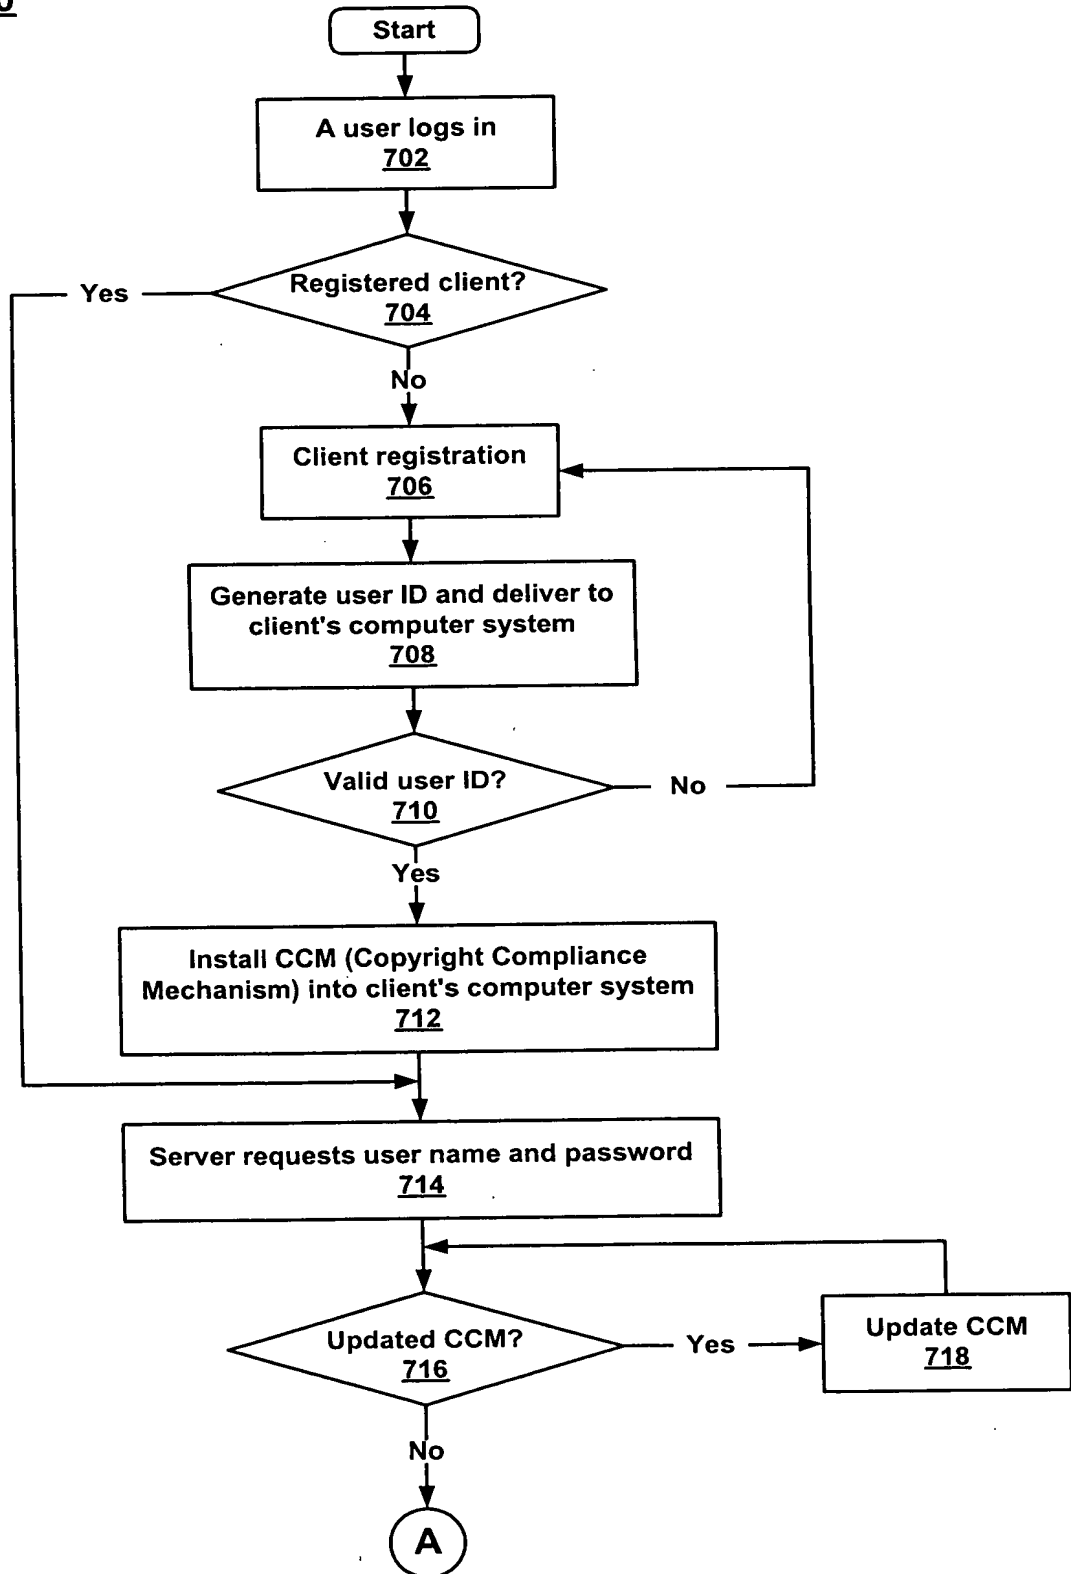 Start
A user logs in
702
Registered client?
704
Yes
No
Client registration
706
Generate user ID and deliver to
client's computer system
708
Valid user ID?
710
No
Yes
Install CCM (Copyright Compliance
Mechanism) into client's computer system
712
Server requests user name and password
714
Updated CCM?
716
Yes
Update CCM
718
No
A